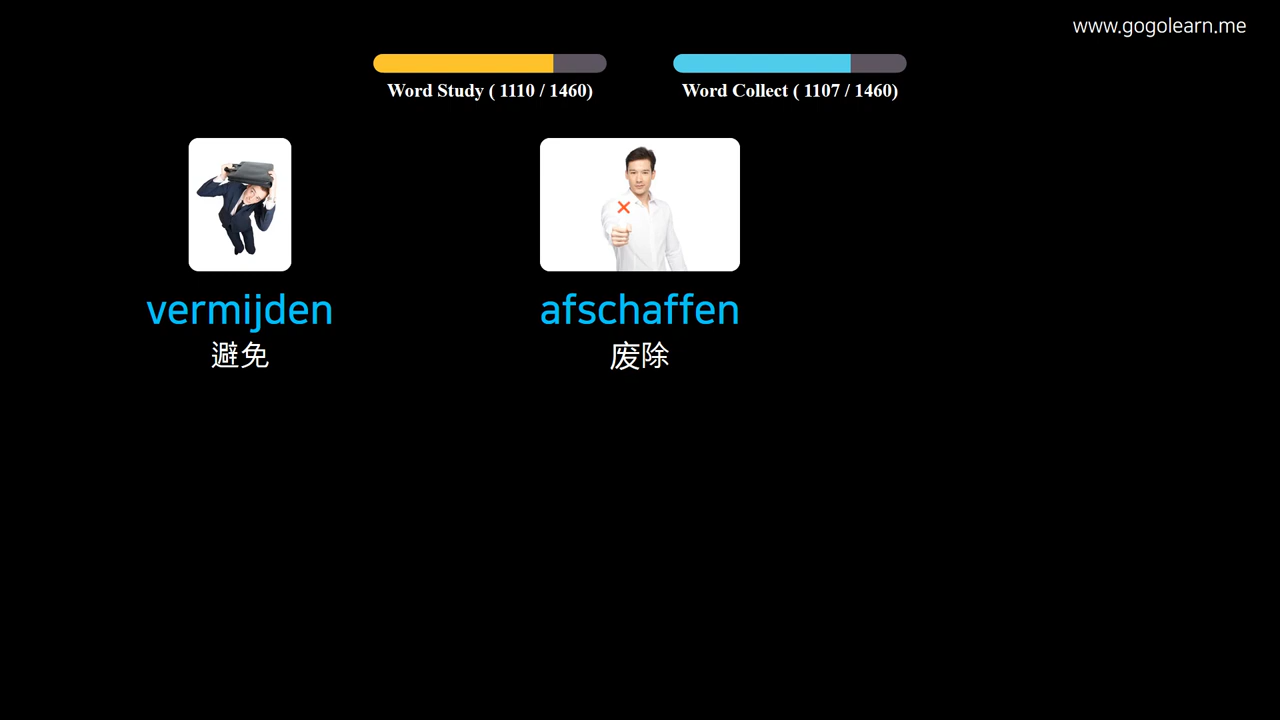 www.gogolearn.me
Word Study ( 1110 / 1460)
Word Collect ( 1107 / 1460)
vermijden
避免
afschaffen
废除